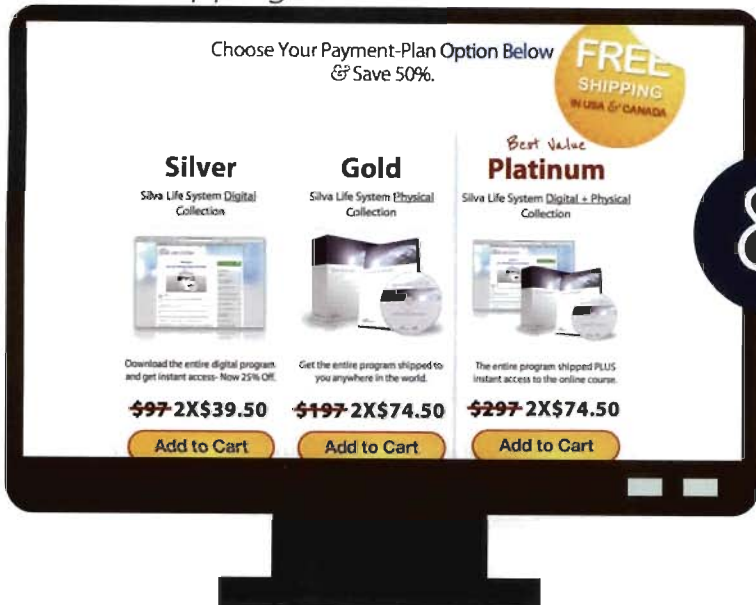 Choose Your Payment-Plan Option Below
& Save 50%.
FREE
SHIPPING
IN USA & CANADA
Silver
Silva Life System Digital
Collection
Download the entire digital program
and get instant access- Now 25% Off.
$97 2X$39.50
Add to Cart
Gold
Silva Life System Physical
Collection
Get the entire program shipped to
you anywhere in the world.
$197 2X$74.50
Add to Cart
Best Value
Platinum
Silva Life System Digital + Physical
Collection
The entire program shipped PLUS
instant access to the online course.
$297 2X$74.50
Add to Cart
8